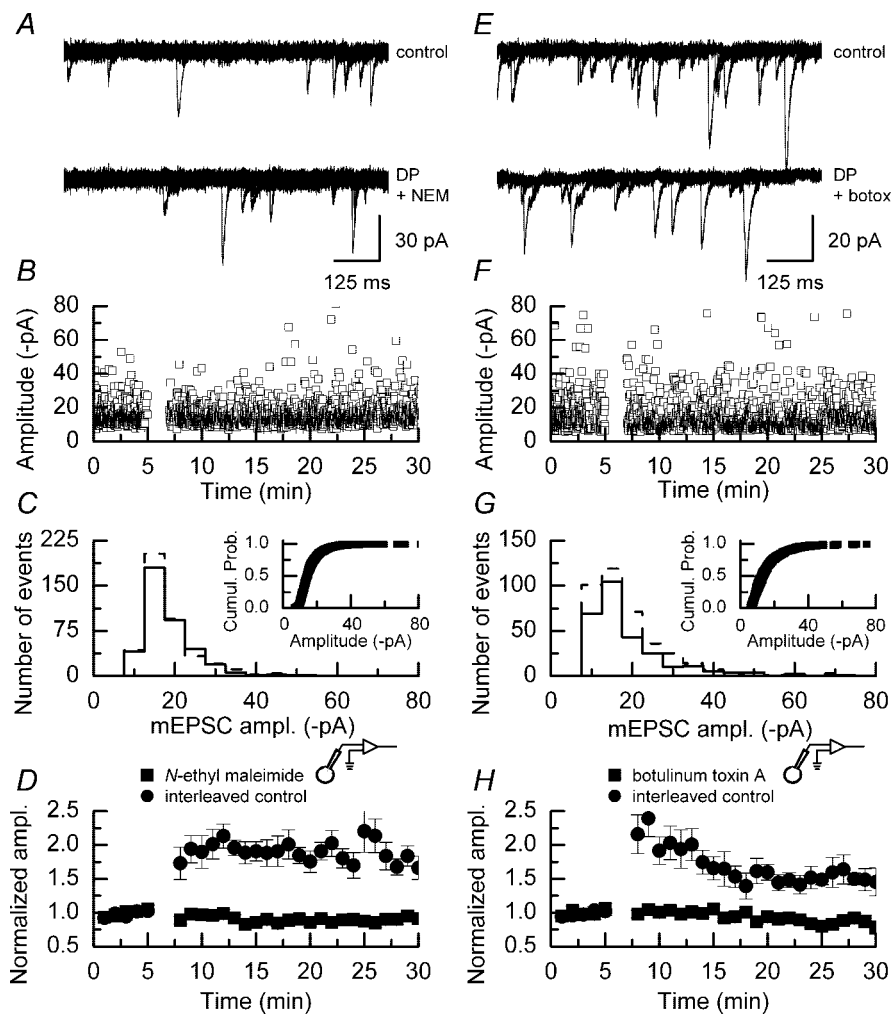 A
control
DP
+ NEM
30 pA
125 ms
B
Amplitude (-pA)
80
60
40
20
0
0 5 10 15 20 25 30
Time (min)
C
Number of events
225
150
75
0
0 20 40 60 80
mEPSC ampl. (-pA)
Cumul. Prob.
1.0
0.5
0.0
0 40 80
Amplitude (-pA)
D
N-ethyl maleimide
interleaved control
Normalized ampl.
2.5
2.0
1.5
1.0
0.5
0 5 10 15 20 25 30
Time (min)
E
control
DP
+ botox
20 pA
125 ms
F
Amplitude (-pA)
80
60
40
20
0
0 5 10 15 20 25 30
Time (min)
G
Number of events
150
100
50
0
0 20 40 60 80
mEPSC ampl. (-pA)
Cumul. Prob.
1.0
0.5
0.0
0 40 80
Amplitude (-pA)
H
botulinum toxin A
interleaved control
Normalized ampl.
2.5
2.0
1.5
1.0
0.5
0 5 10 15 20 25 30
Time (min)